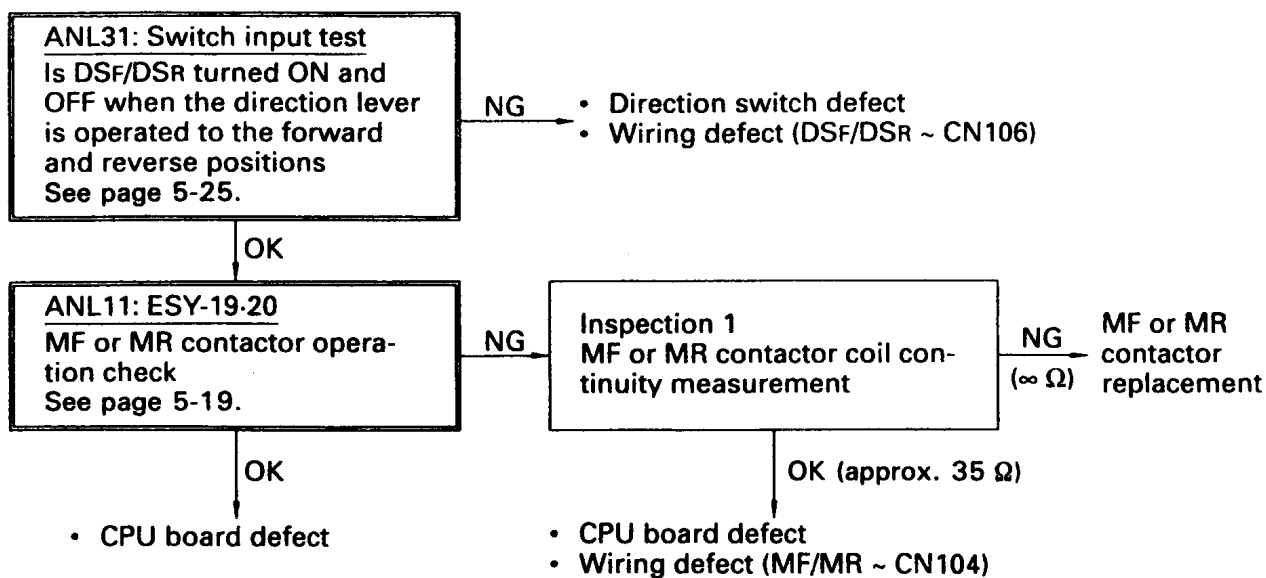 ANL31: Switch input test
Is DSF/DSR turned ON and
OFF when the direction lever
is operated to the forward
and reverse positions
See page 5-25.
NG
• Direction switch defect
• Wiring defect (DSF/DSR ~ CN106)
OK
ANL11: ESY-19·20
MF or MR contactor opera-
tion check
See page 5-19.
NG
Inspection 1
MF or MR contactor coil con-
tinuity measurement
NG
(∞ Ω)
MF or MR
contactor
replacement
OK
• CPU board defect
OK (approx. 35 Ω)
• CPU board defect
• Wiring defect (MF/MR ~ CN104)